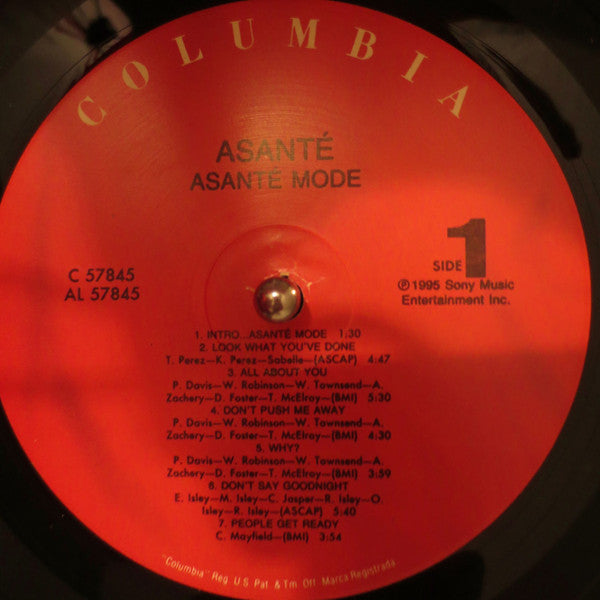 COLUMBIA
ASANTÉ
ASANTÉ MODE
C 57845
AL 57845
SIDE 1
℗1995 Sony Music
Entertainment Inc.
1. INTRO...ASANTÉ MODE 1:30
2. LOOK WHAT YOU'VE DONE
T. Perez—K. Perez—Sabelle—(ASCAP) 4:47
3. ALL ABOUT YOU
P. Davis—W. Robinson—W. Townsend—A.
Zachery—D. Foster—T. McElroy—(BMI) 5:30
4. DON'T PUSH ME AWAY
P. Davis—W. Robinson—W. Townsend—A.
Zachery—D. Foster—T. McElroy—(BMI) 4:30
5. WHY?
P. Davis—W. Robinson—W. Townsend—A.
Zachery—D. Foster—T. McElroy—(BMI) 3:59
6. DON'T SAY GOODNIGHT
E. Isley—M. Isley—C. Jasper—R. Isley—O.
Isley—R. Isley—(ASCAP) 5:40
7. PEOPLE GET READY
C. Mayfield—(BMI) 3:54
"Columbia" Reg. U.S. Pat. & Tm. Off. Marca Registrada